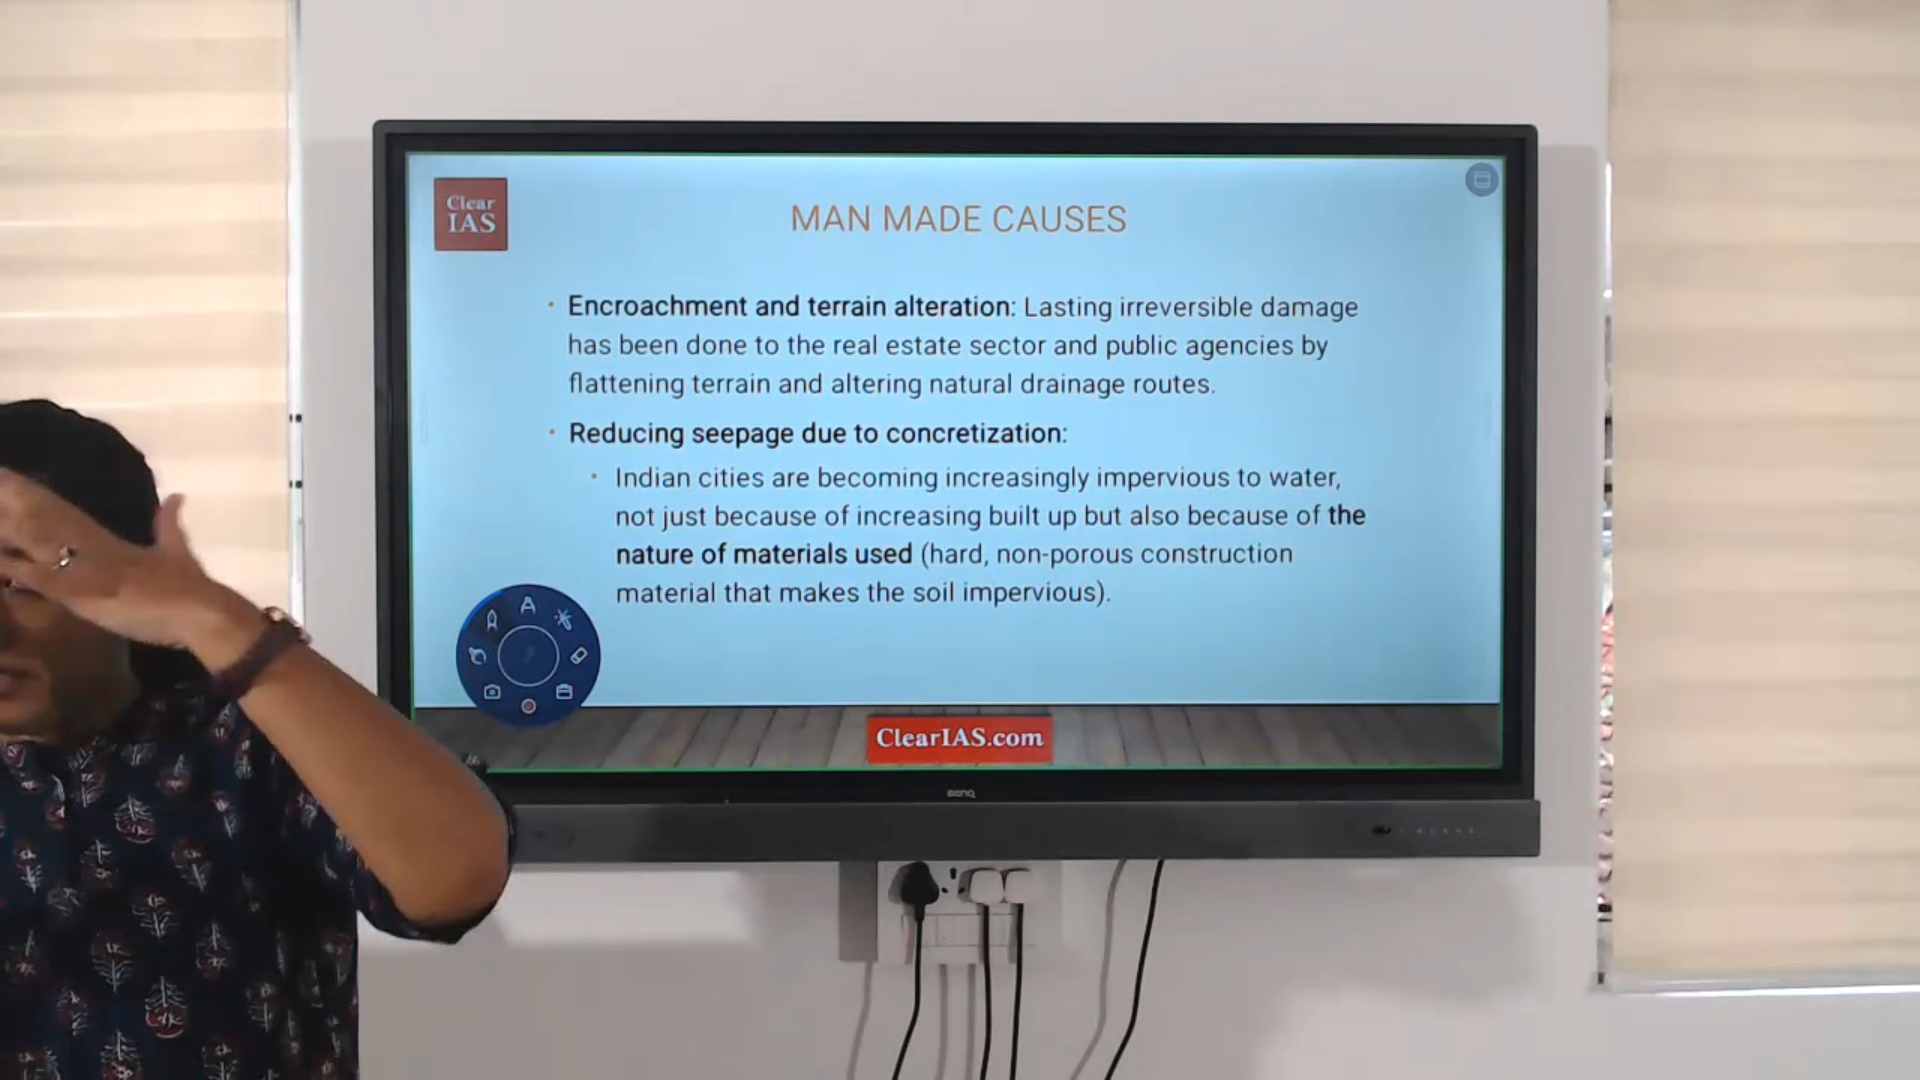 Clear
IAS
MAN MADE CAUSES
Encroachment and terrain alteration: Lasting irreversible damage
has been done to the real estate sector and public agencies by
flattening terrain and altering natural drainage routes.
Reducing seepage due to concretization:
Indian cities are becoming increasingly impervious to water,
not just because of increasing built up but also because of the
nature of materials used (hard, non-porous construction
material that makes the soil impervious).
ClearIAS.com
BenQ